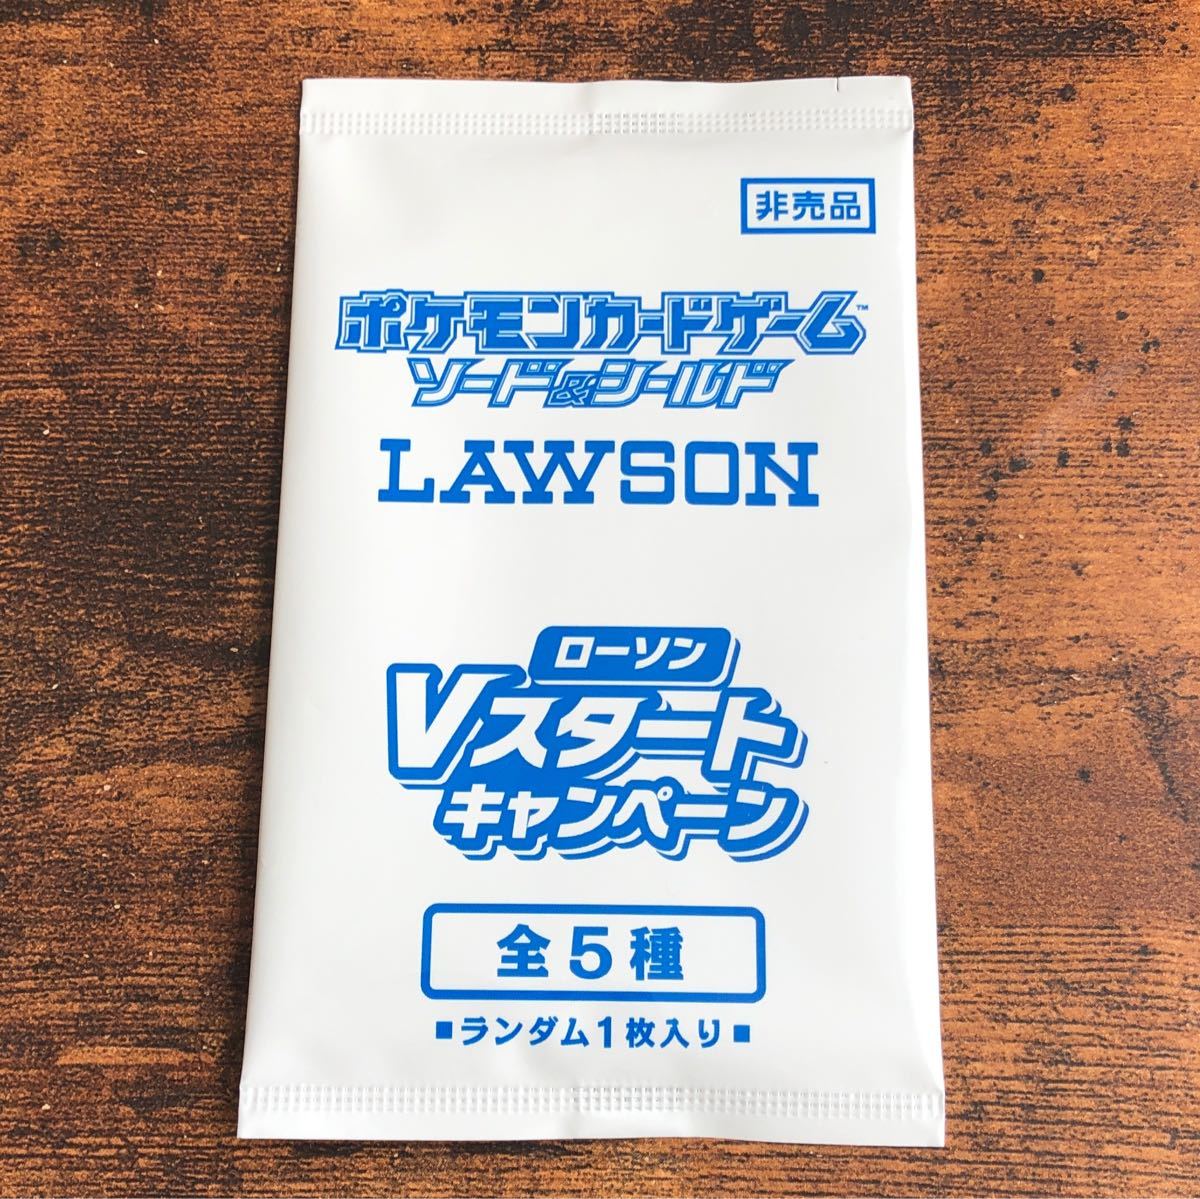 非売品
ポケモンカードゲーム™
ソード&シールド
LAWSON
ローソン
Vスタート
キャンペーン
全5種
■ランダム1枚入り■